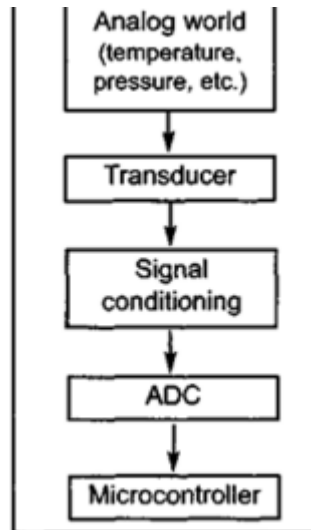 Analog world
(temperature,
pressure, etc.)
Transducer
Signal
conditioning
ADC
Microcontroller